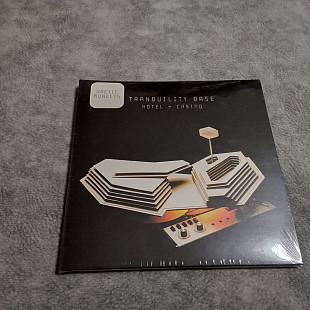 ARCTIC
MONKEYS
TRANQUILITY BASE
HOTEL + CASINO